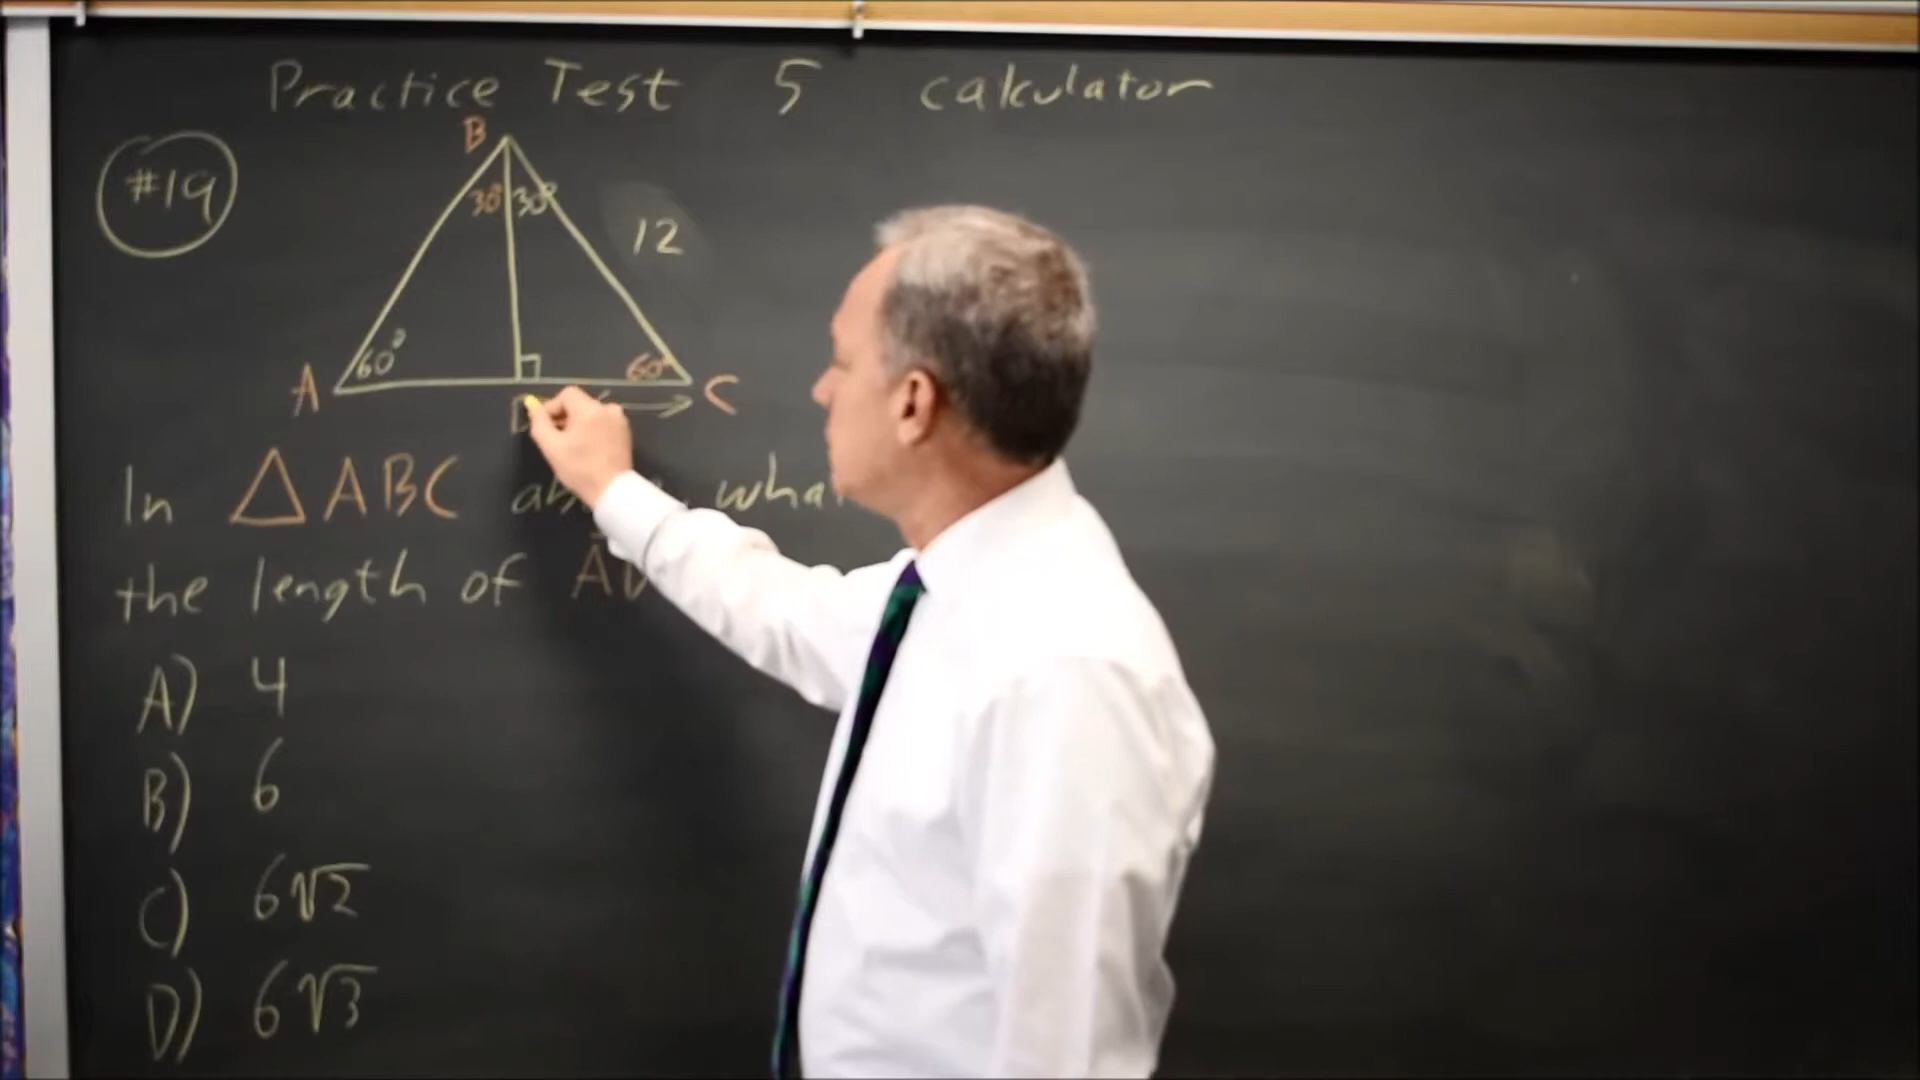 Practice Test 5 calculator
#19
B
30° 30°
12
60° 60°
A C
D
In △ABC
the length of
A) 4
B) 6
C) 6√2
D) 6√3